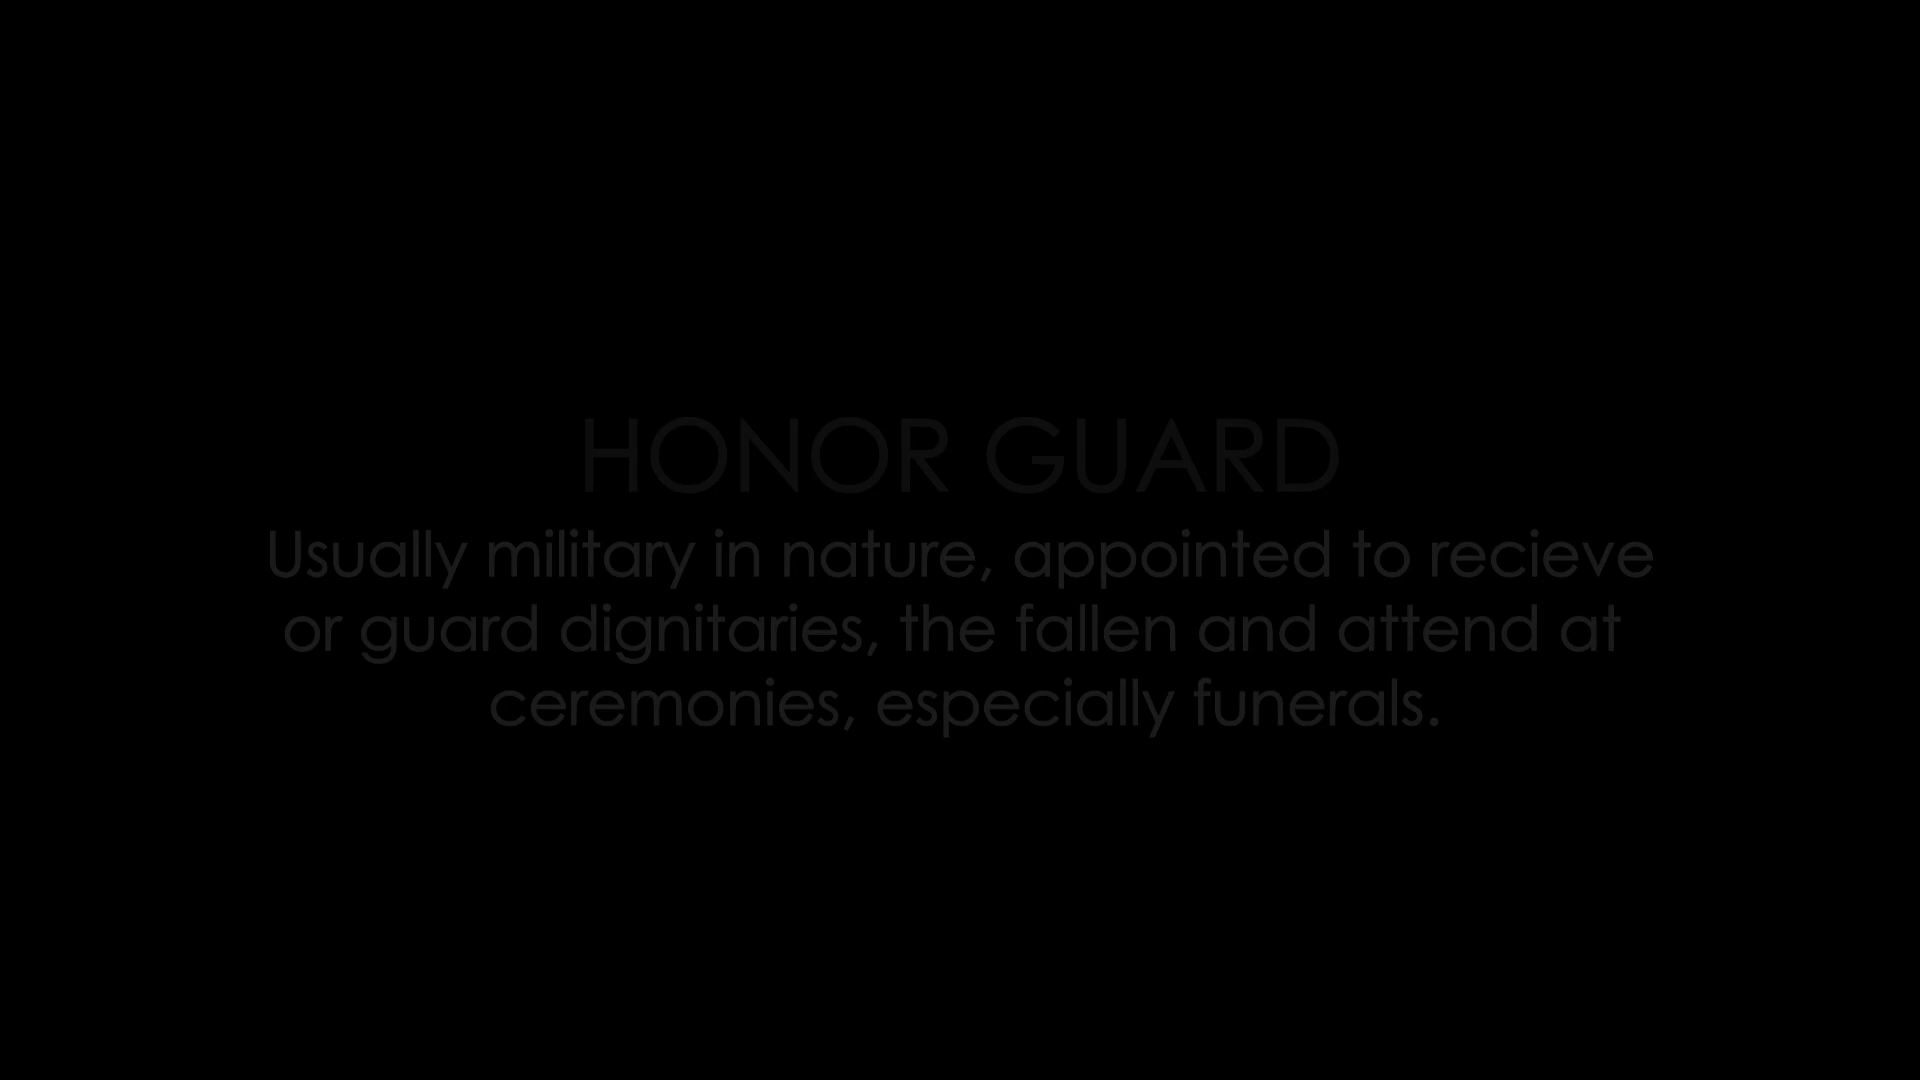 HONOR GUARD
Usually military in nature, appointed to recieve
or guard dignitaries, the fallen and attend at
ceremonies, especially funerals.